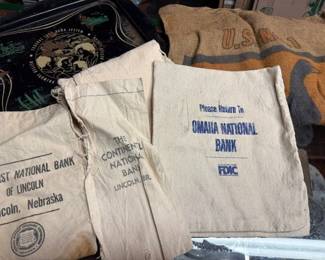 U.S. M
Please Return To
OMAHA NATIONAL
BANK
FDIC
THE
CONTINENTAL
NATIONAL
BANK
LINCOLN, NEBR.
ST NATIONAL BANK
OF LINCOLN
coln, Nebraska